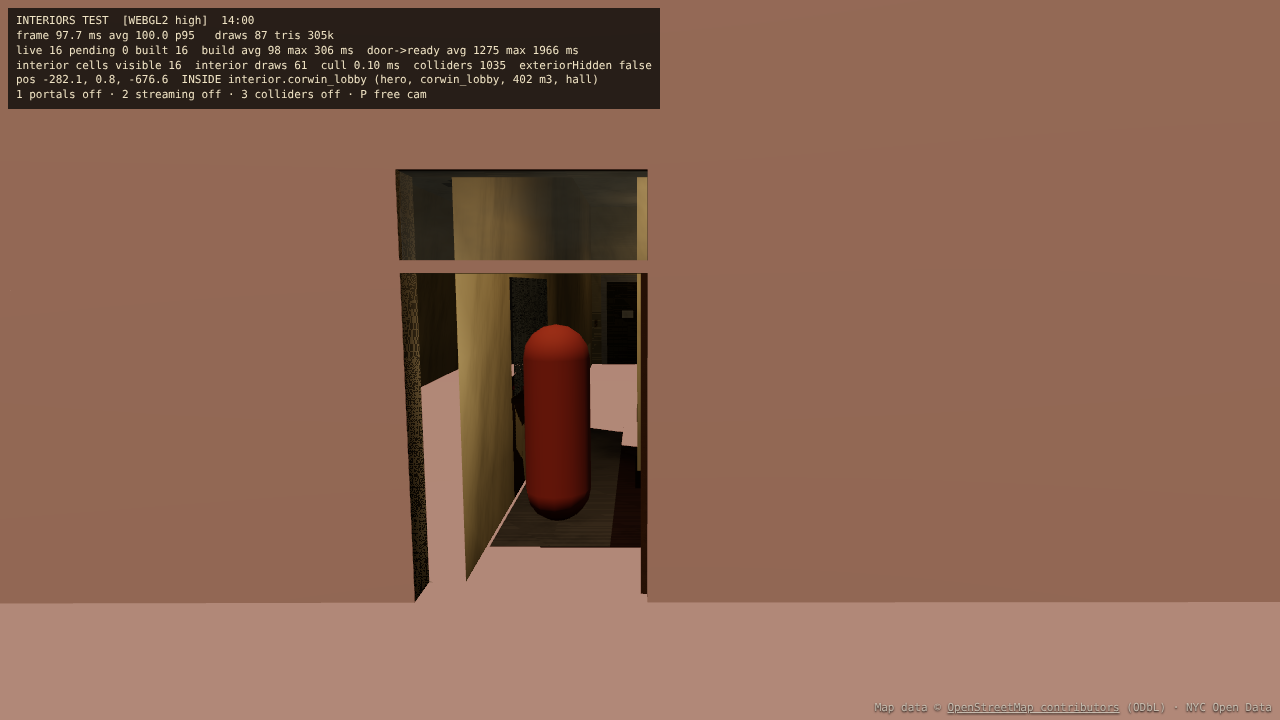 INTERIORS TEST [WEBGL2 high] 14:00
frame 97.7 ms avg 100.0 p95 draws 87 tris 305k
live 16 pending 0 built 16 build avg 98 max 306 ms door->ready avg 1275 max 1966 ms
interior cells visible 16 interior draws 61 cull 0.10 ms colliders 1035 exteriorHidden false
pos -282.1, 0.8, -676.6 INSIDE interior.corwin_lobby (hero, corwin_lobby, 402 m3, hall)
1 portals off · 2 streaming off · 3 colliders off · P free cam
Map data © OpenStreetMap contributors (ODbL) · NYC Open Data